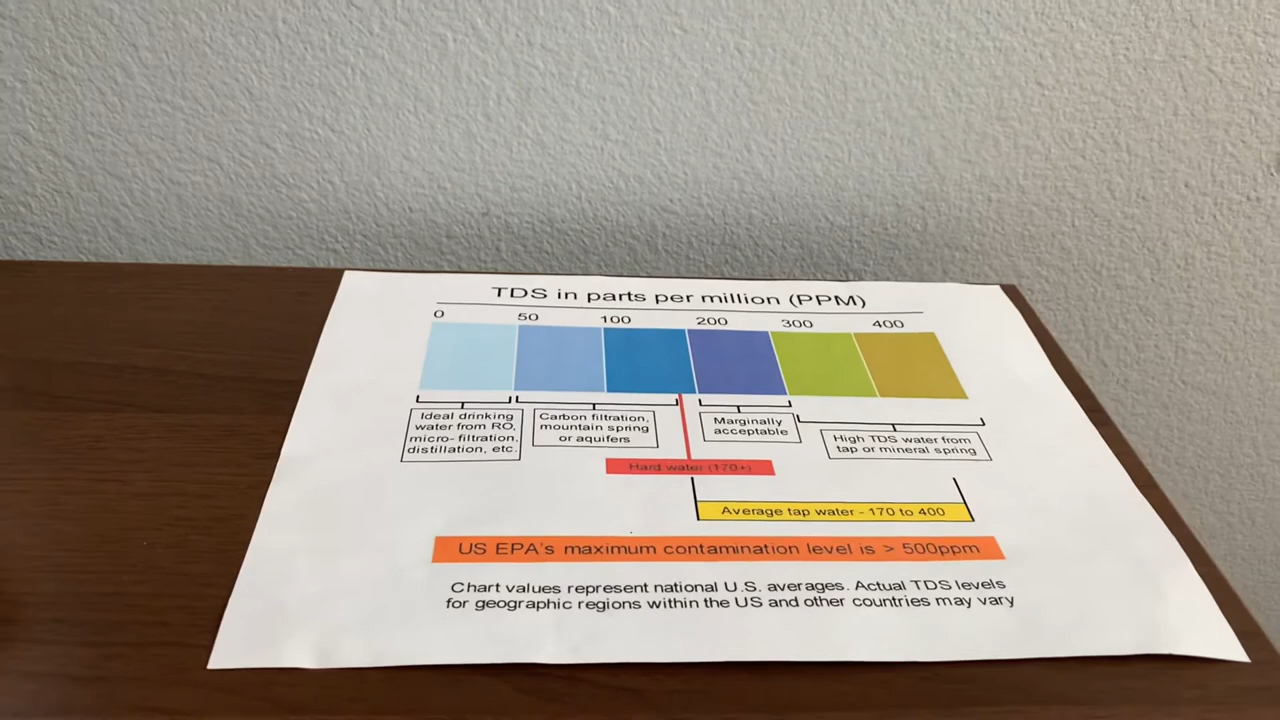 TDS in parts per million (PPM)
0 50 100 200 300 400
Ideal drinking
water from RO,
micro- filtration,
distillation, etc.
Carbon filtration,
mountain spring
or aquifers
Marginally
acceptable
High TDS water from
tap or mineral spring
Hard water (170+)
Average tap water - 170 to 400
US EPA's maximum contamination level is > 500ppm
Chart values represent national U.S. averages. Actual TDS levels
for geographic regions within the US and other countries may vary